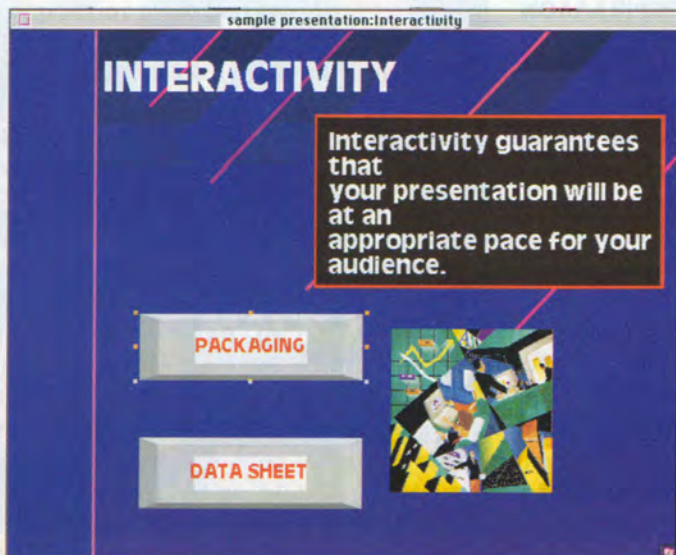 sample presentation:Interactivity
INTERACTIVITY
Interactivity guarantees
that
your presentation will be
at an
appropriate pace for your
audience.
PACKAGING
DATA SHEET